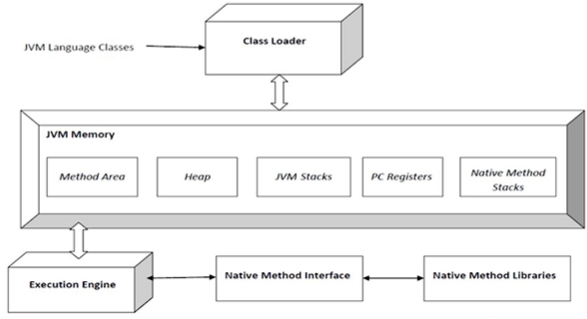 Class Loader
JVM Language Classes
JVM Memory
Method Area
Heap
JVM Stacks
PC Registers
Native Method
Stacks
Execution Engine
Native Method Interface
Native Method Libraries